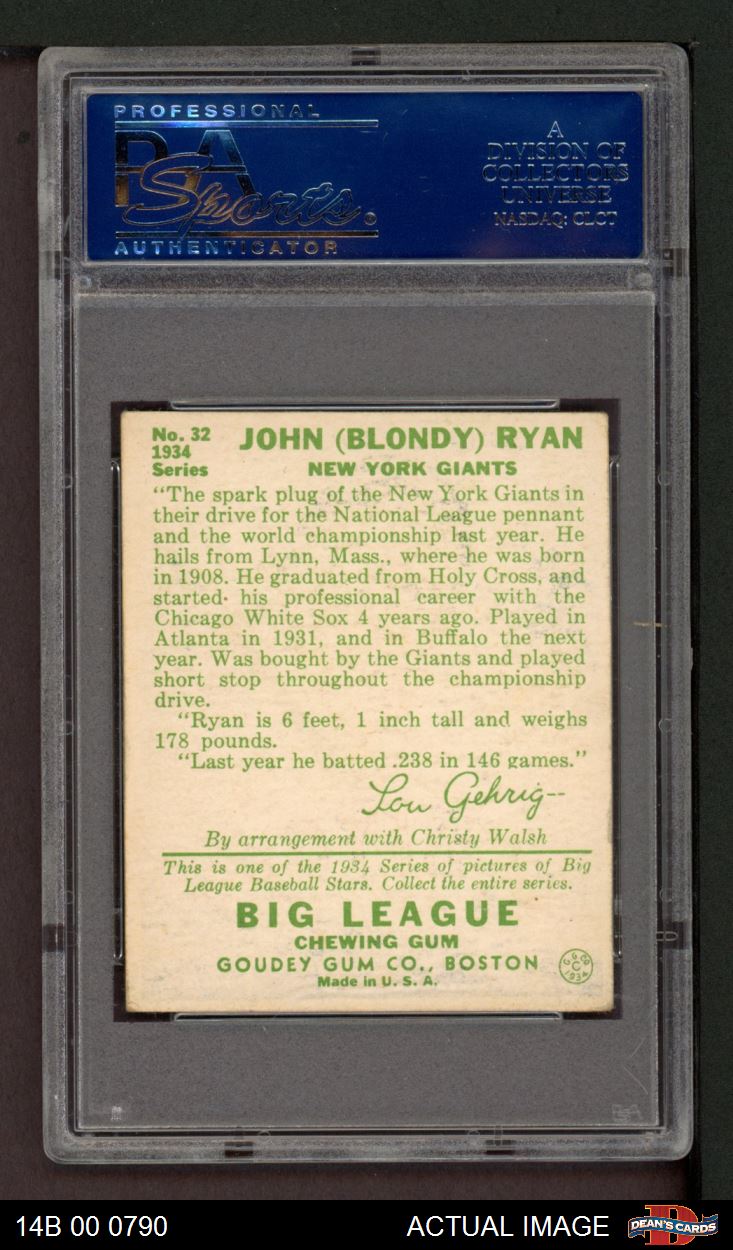 PROFESSIONAL
PSA
Sports
AUTHENTICATOR
A
DIVISION OF
COLLECTORS
UNIVERSE
NASDAQ: CLCT
No. 32
1934
Series
JOHN (BLONDY) RYAN
NEW YORK GIANTS
"The spark plug of the New York Giants in
their drive for the National League pennant
and the world championship last year. He
hails from Lynn, Mass., where he was born
in 1908. He graduated from Holy Cross, and
started his professional career with the
Chicago White Sox 4 years ago. Played in
Atlanta in 1931, and in Buffalo the next
year. Was bought by the Giants and played
short stop throughout the championship
drive.
"Ryan is 6 feet, 1 inch tall and weighs
178 pounds.
"Last year he batted .238 in 146 games."
Lou Gehrig--
By arrangement with Christy Walsh
This is one of the 1934 Series of pictures of Big
League Baseball Stars. Collect the entire series.
BIG LEAGUE
CHEWING GUM
GOUDEY GUM CO., BOSTON
Made in U. S. A.
G. G. CO.
C
1934
14B 00 0790
ACTUAL IMAGE
DEAN'S CARDS